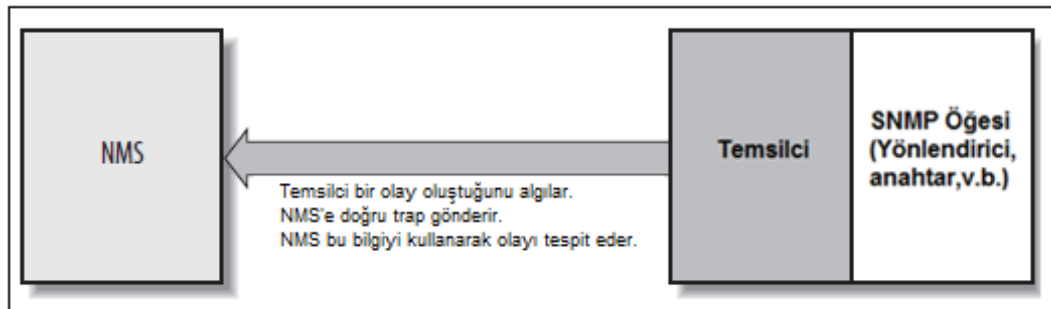 NMS
Temsilci bir olay oluştuğunu algılar.
NMS'e doğru trap gönderir.
NMS bu bilgiyi kullanarak olayı tespit eder.
Temsilci
SNMP Öğesi
(Yönlendirici,
anahtar,v.b.)